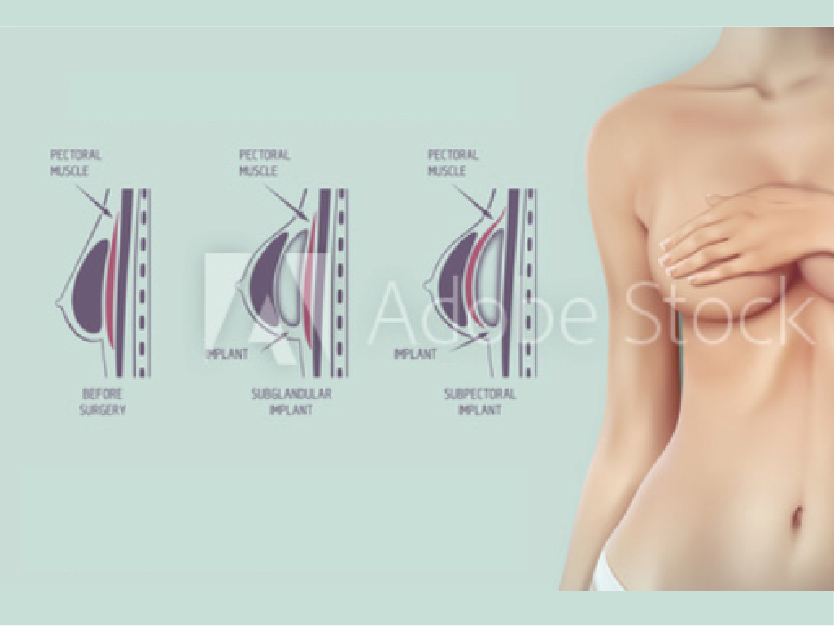 PECTORAL
MUSCLE
PECTORAL
MUSCLE
PECTORAL
MUSCLE
Adobe Stock
IMPLANT
IMPLANT
BEFORE
SURGERY
SUBGLANDULAR
IMPLANT
SUBPECTORAL
IMPLANT